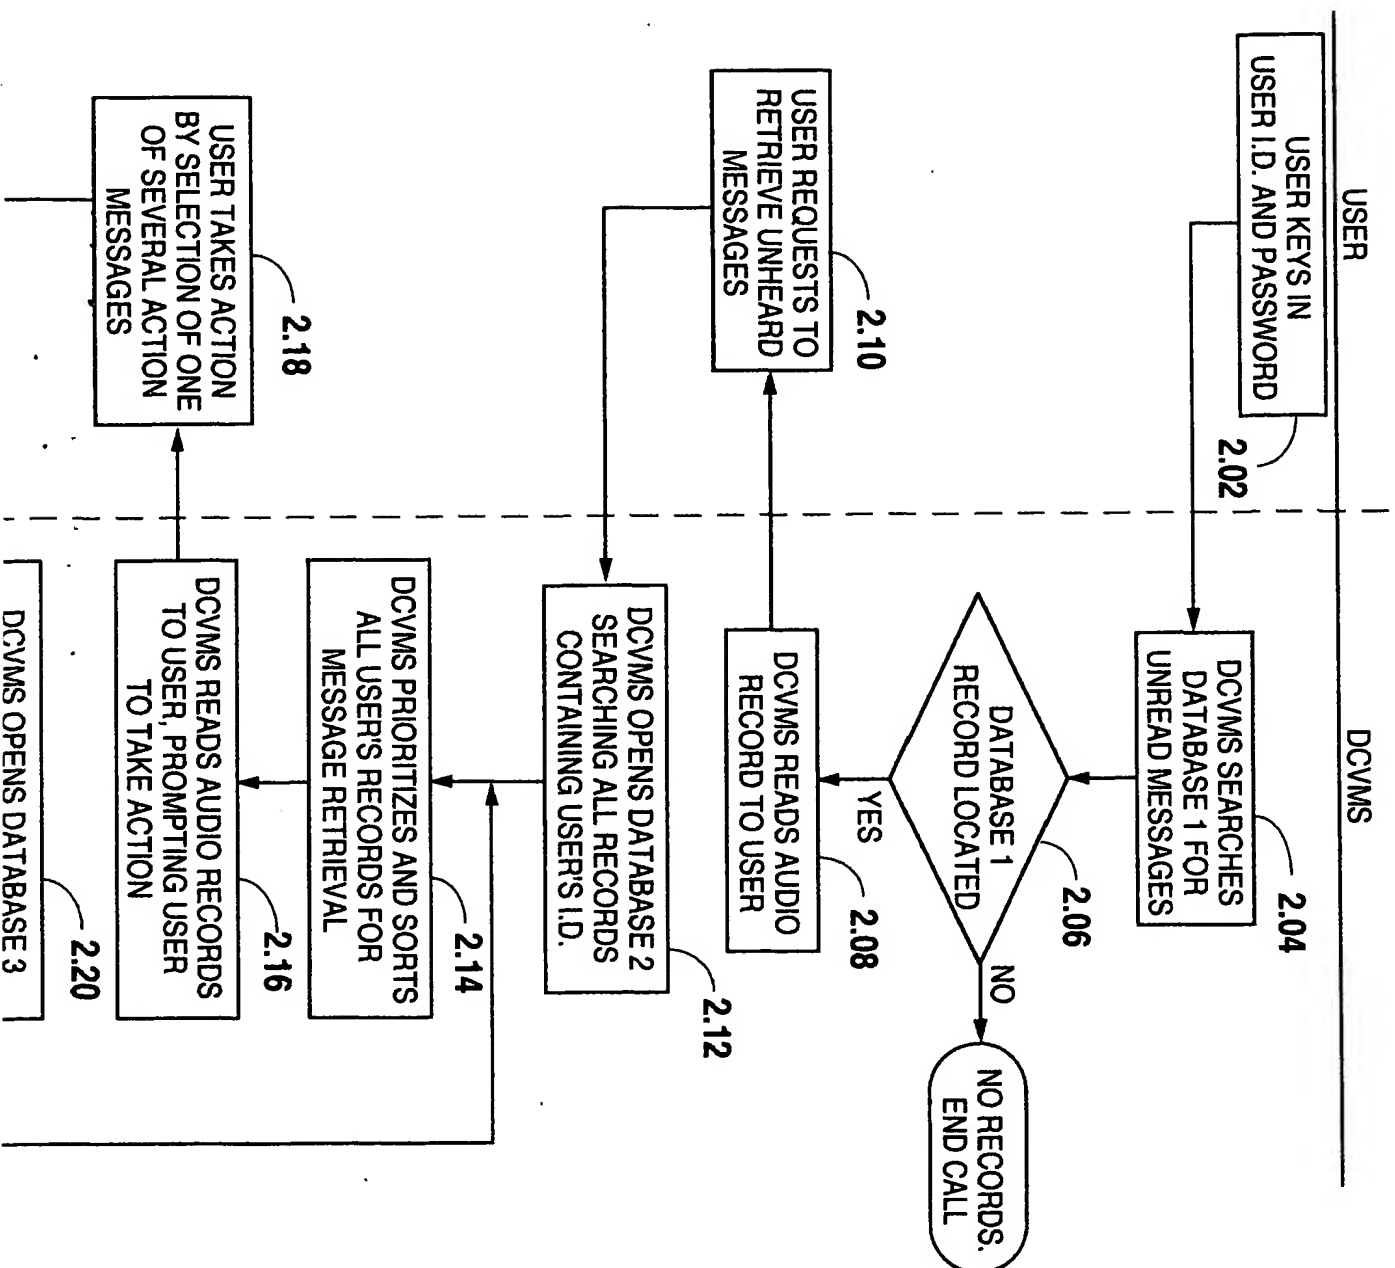 USER
DCVMS
USER KEYS IN
USER I.D. AND PASSWORD
2.02
DCVMS SEARCHES
DATABASE 1 FOR
UNREAD MESSAGES
2.04
DATABASE 1
RECORD LOCATED
2.06
NO
NO RECORDS.
END CALL
YES
DCVMS READS AUDIO
RECORD TO USER
2.08
USER REQUESTS TO
RETRIEVE UNHEARD
MESSAGES
2.10
DCVMS OPENS DATABASE 2
SEARCHING ALL RECORDS
CONTAINING USER'S I.D.
2.12
DCVMS PRIORITIZES AND SORTS
ALL USER'S RECORDS FOR
MESSAGE RETRIEVAL
2.14
DCVMS READS AUDIO RECORDS
TO USER, PROMPTING USER
TO TAKE ACTION
2.16
USER TAKES ACTION
BY SELECTION OF ONE
OF SEVERAL ACTION
MESSAGES
2.18
DCVMS OPENS DATABASE 3
2.20